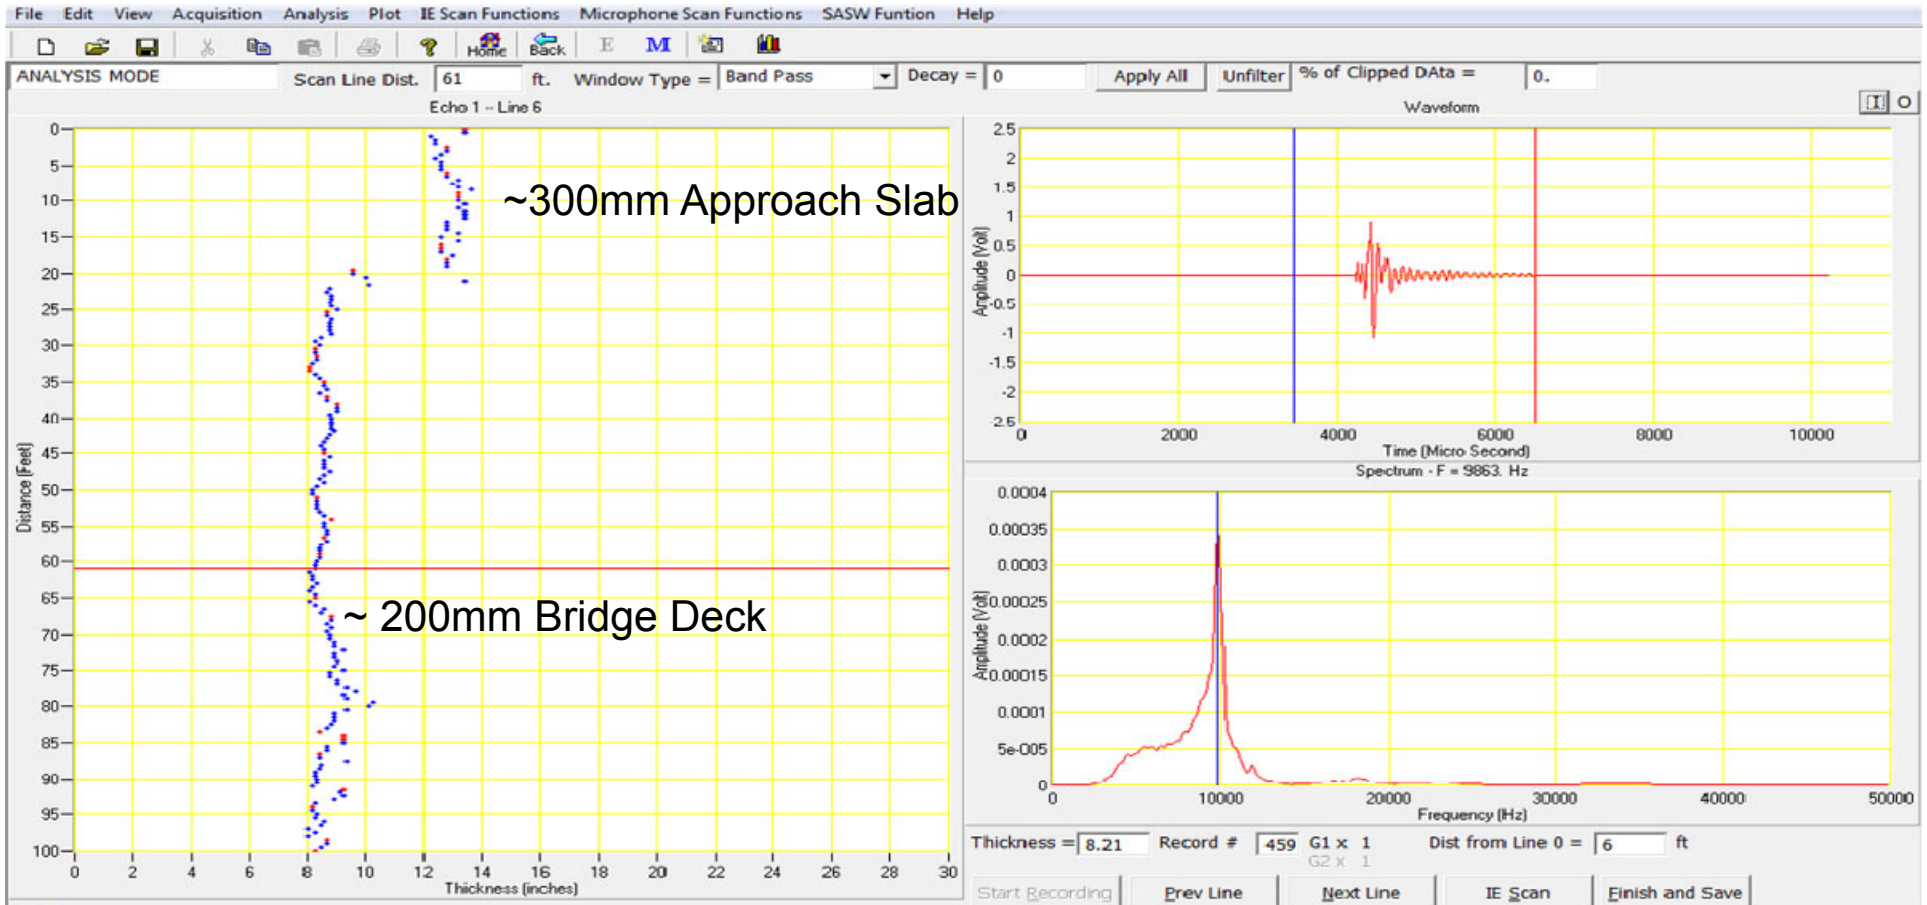 File Edit View Acquisition Analysis Plot IE Scan Functions Microphone Scan Functions SASW Funtion Help
Home Back E M
ANALYSIS MODE Scan Line Dist. 61 ft. Window Type = Band Pass Decay = 0 Apply All Unfilter % of Clipped DAta = 0.
Echo 1 -- Line 6
0
5
10
15
20
25
30
35
40
45
50
55
60
65
70
75
80
85
90
95
100
Distance (Feet)
0 2 4 6 8 10 12 14 16 18 20 22 24 26 28 30
Thickness (inches)
~300mm Approach Slab
~ 200mm Bridge Deck
Waveform
I O
2.5
2
1.5
1
0.5
0
-0.5
-1
-1.5
-2
-2.5
Amplitude (Volt)
0 2000 4000 6000 8000 10000
Time (Micro Second)
Spectrum - F = 9863. Hz
0.0004
0.00035
0.0003
0.00025
0.0002
0.00015
0.0001
5e-005
0
Amplitude (Volt)
0 10000 20000 30000 40000 50000
Frequency (Hz)
Thickness = 8.21 Record # 459 G1 x 1 Dist from Line 0 = 6 ft
G2 x 1
Start Recording Prev Line Next Line IE Scan Finish and Save